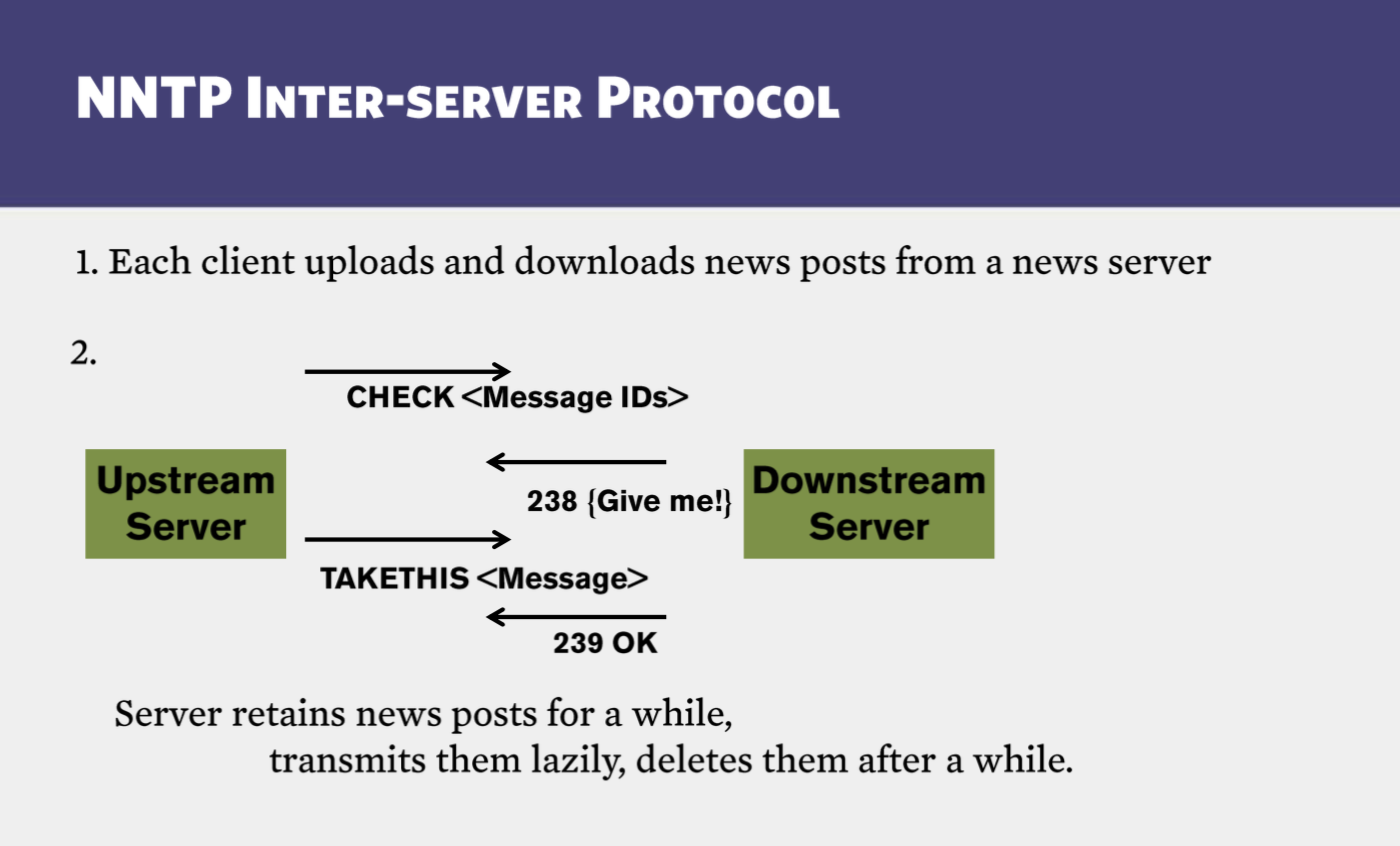 NNTP Inter-server Protocol
1. Each client uploads and downloads news posts from a news server
2.
CHECK <Message IDs>
Upstream
Server
238 {Give me!}
Downstream
Server
TAKETHIS <Message>
239 OK
Server retains news posts for a while,
transmits them lazily, deletes them after a while.